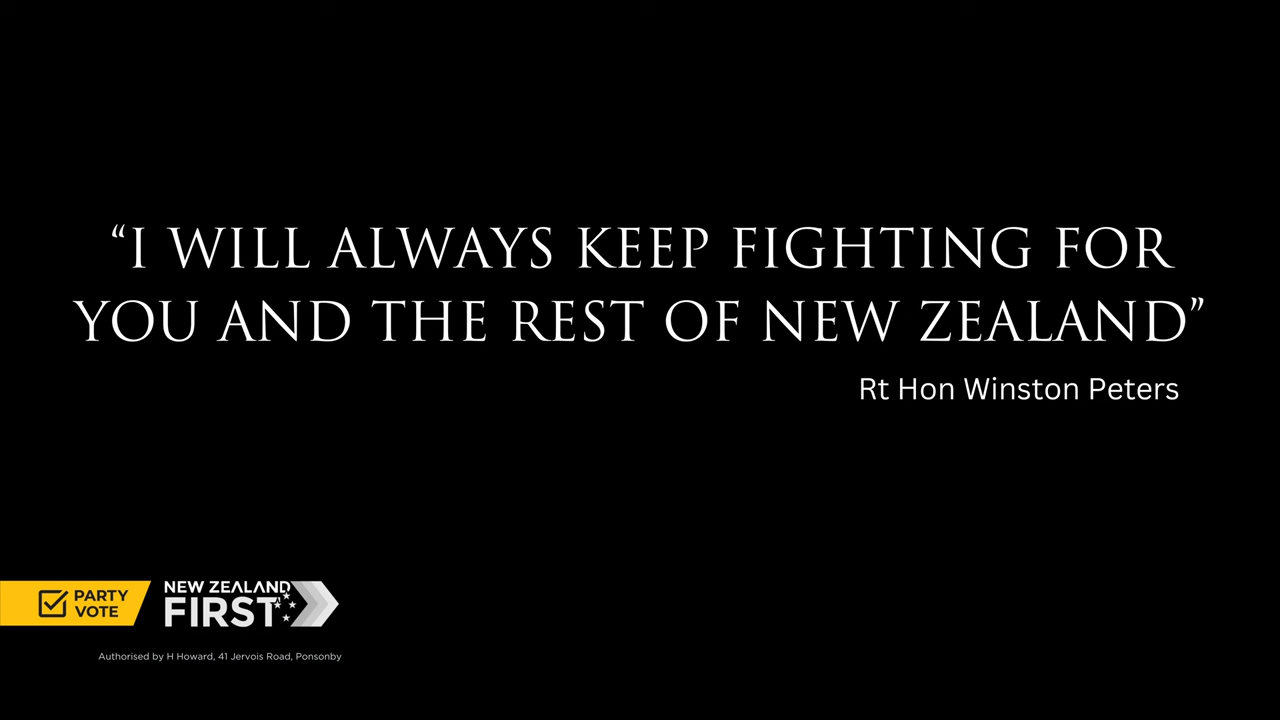 “I WILL ALWAYS KEEP FIGHTING FOR
YOU AND THE REST OF NEW ZEALAND”
Rt Hon Winston Peters
PARTY
VOTE
NEW ZEALAND
FIRST
Authorised by H Howard, 41 Jervois Road, Ponsonby